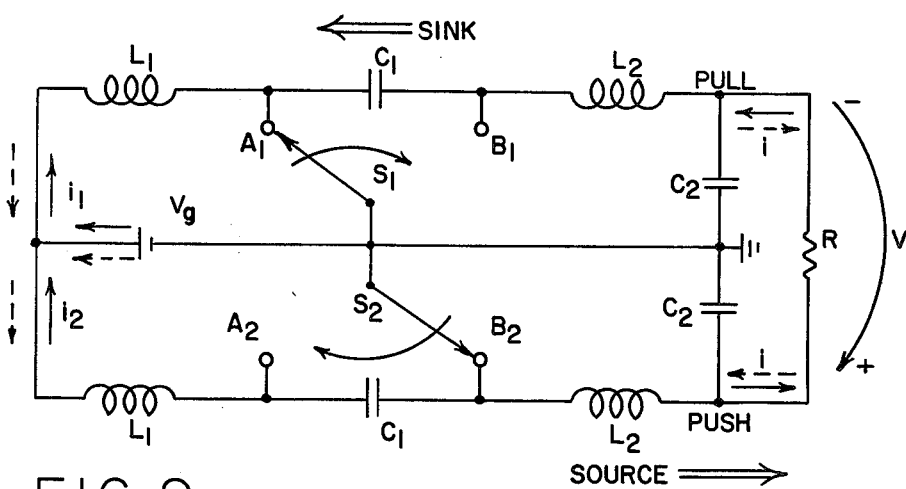 SINK
L1
C1
L2
PULL
−
A1
B1
i
S1
C2
i1
Vg
R
V
i2
S2
A2
B2
C2
i
+
L1
C1
L2
PUSH
SOURCE